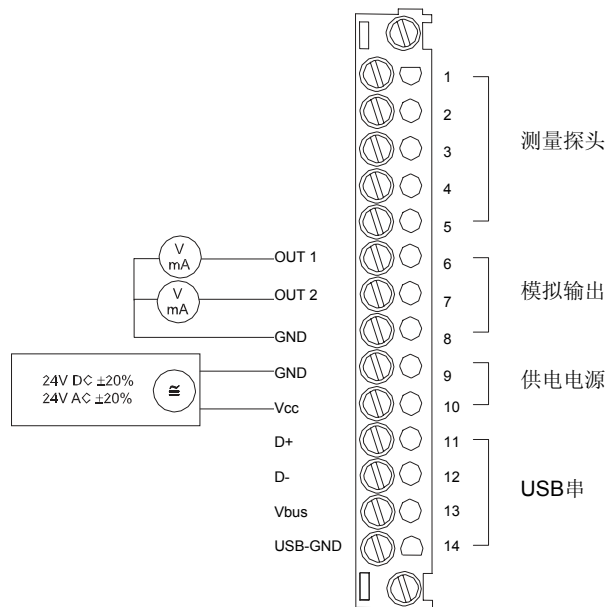 1
2
3
4
5
测量探头
V
mA
OUT 1
6
V
mA
OUT 2
7
模拟输出
GND
8
24V DC ±20%
24V AC ±20%
≅
GND
9
Vcc
10
供电电源
D+
11
D-
12
Vbus
13
USB-GND
14
USB串